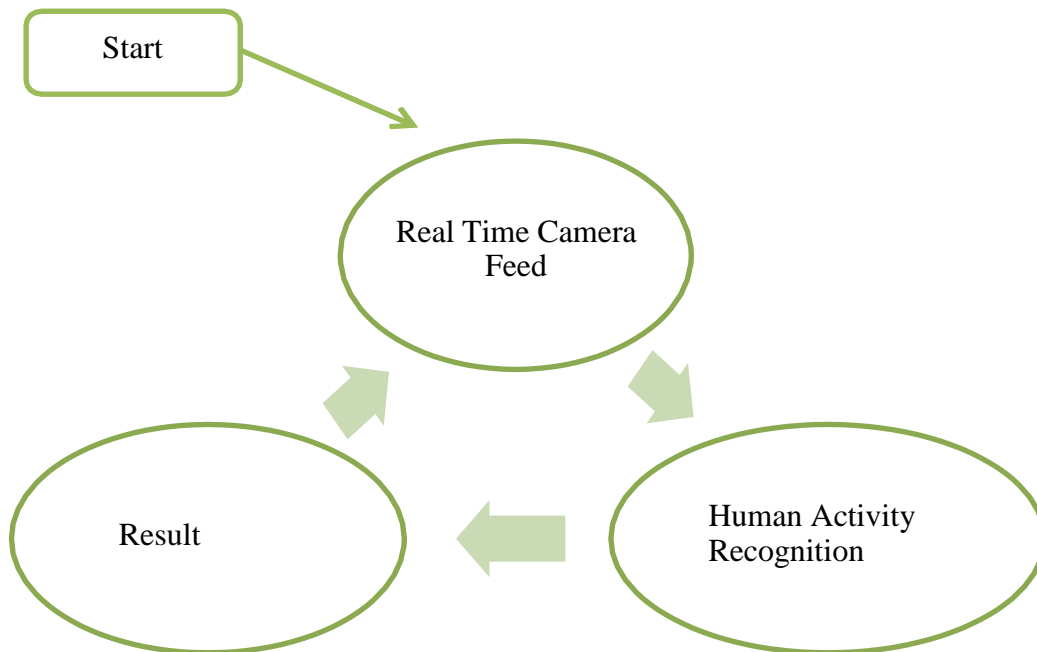 Start
Real Time Camera
Feed
Human Activity
Recognition
Result